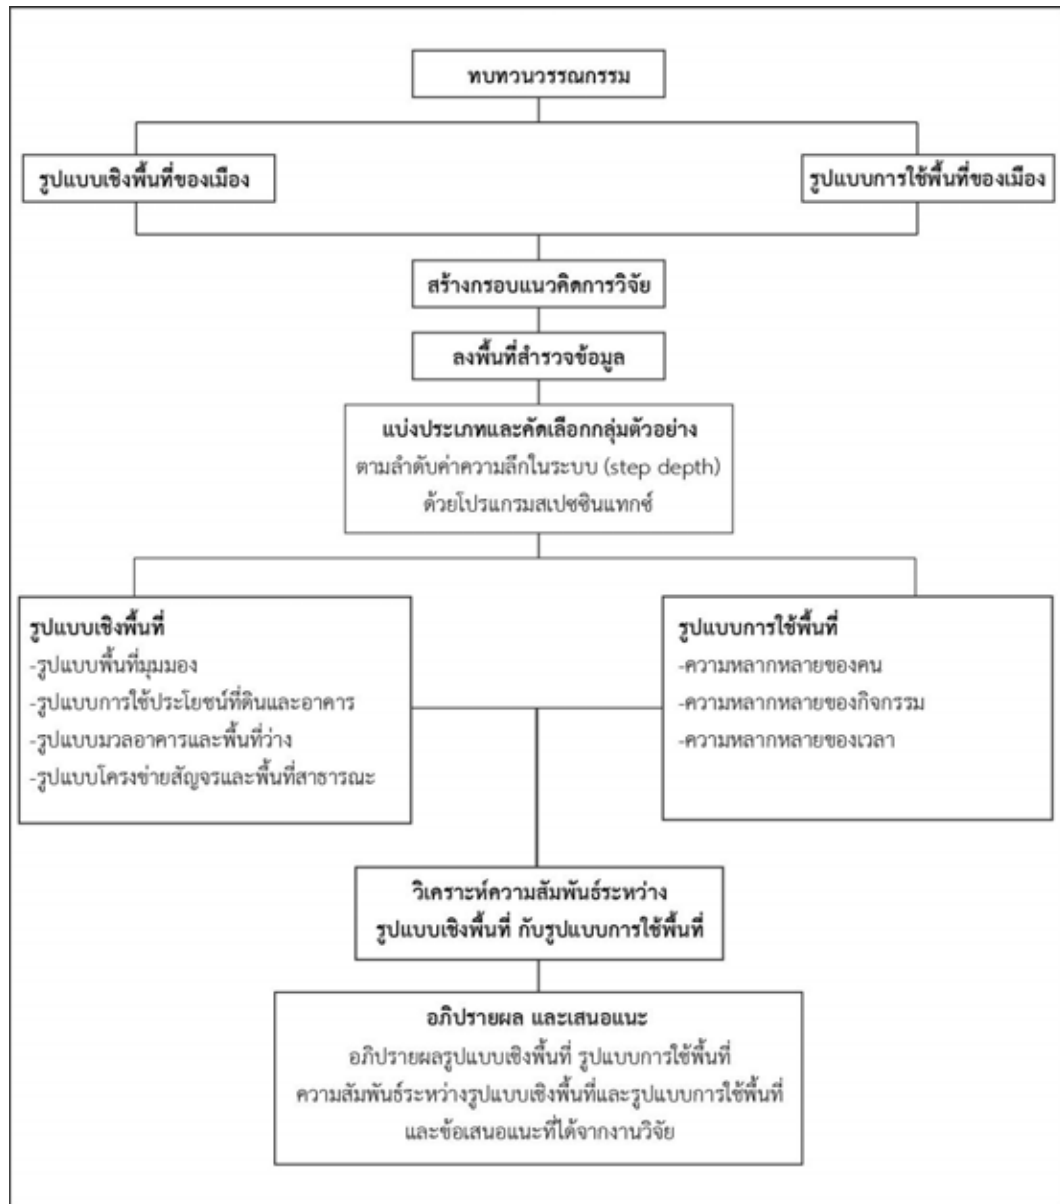 ทบทวนวรรณกรรม
รูปแบบเชิงพื้นที่ของเมือง
รูปแบบการใช้พื้นที่ของเมือง
สร้างกรอบแนวคิดการวิจัย
ลงพื้นที่สำรวจข้อมูล
แบ่งประเภทและคัดเลือกกลุ่มตัวอย่าง
ตามลำดับค่าความลึกในระบบ (step depth)
ด้วยโปรแกรมสเปซซินแทกซ์
รูปแบบเชิงพื้นที่
-รูปแบบพื้นที่มุมมอง
-รูปแบบการใช้ประโยชน์ที่ดินและอาคาร
-รูปแบบมวลอาคารและพื้นที่ว่าง
-รูปแบบโครงข่ายสัญจรและพื้นที่สาธารณะ
รูปแบบการใช้พื้นที่
-ความหลากหลายของคน
-ความหลากหลายของกิจกรรม
-ความหลากหลายของเวลา
วิเคราะห์ความสัมพันธ์ระหว่าง
รูปแบบเชิงพื้นที่ กับรูปแบบการใช้พื้นที่
อภิปรายผล และเสนอแนะ
อภิปรายผลรูปแบบเชิงพื้นที่ รูปแบบการใช้พื้นที่
ความสัมพันธ์ระหว่างรูปแบบเชิงพื้นที่และรูปแบบการใช้พื้นที่
และข้อเสนอแนะที่ได้จากงานวิจัย